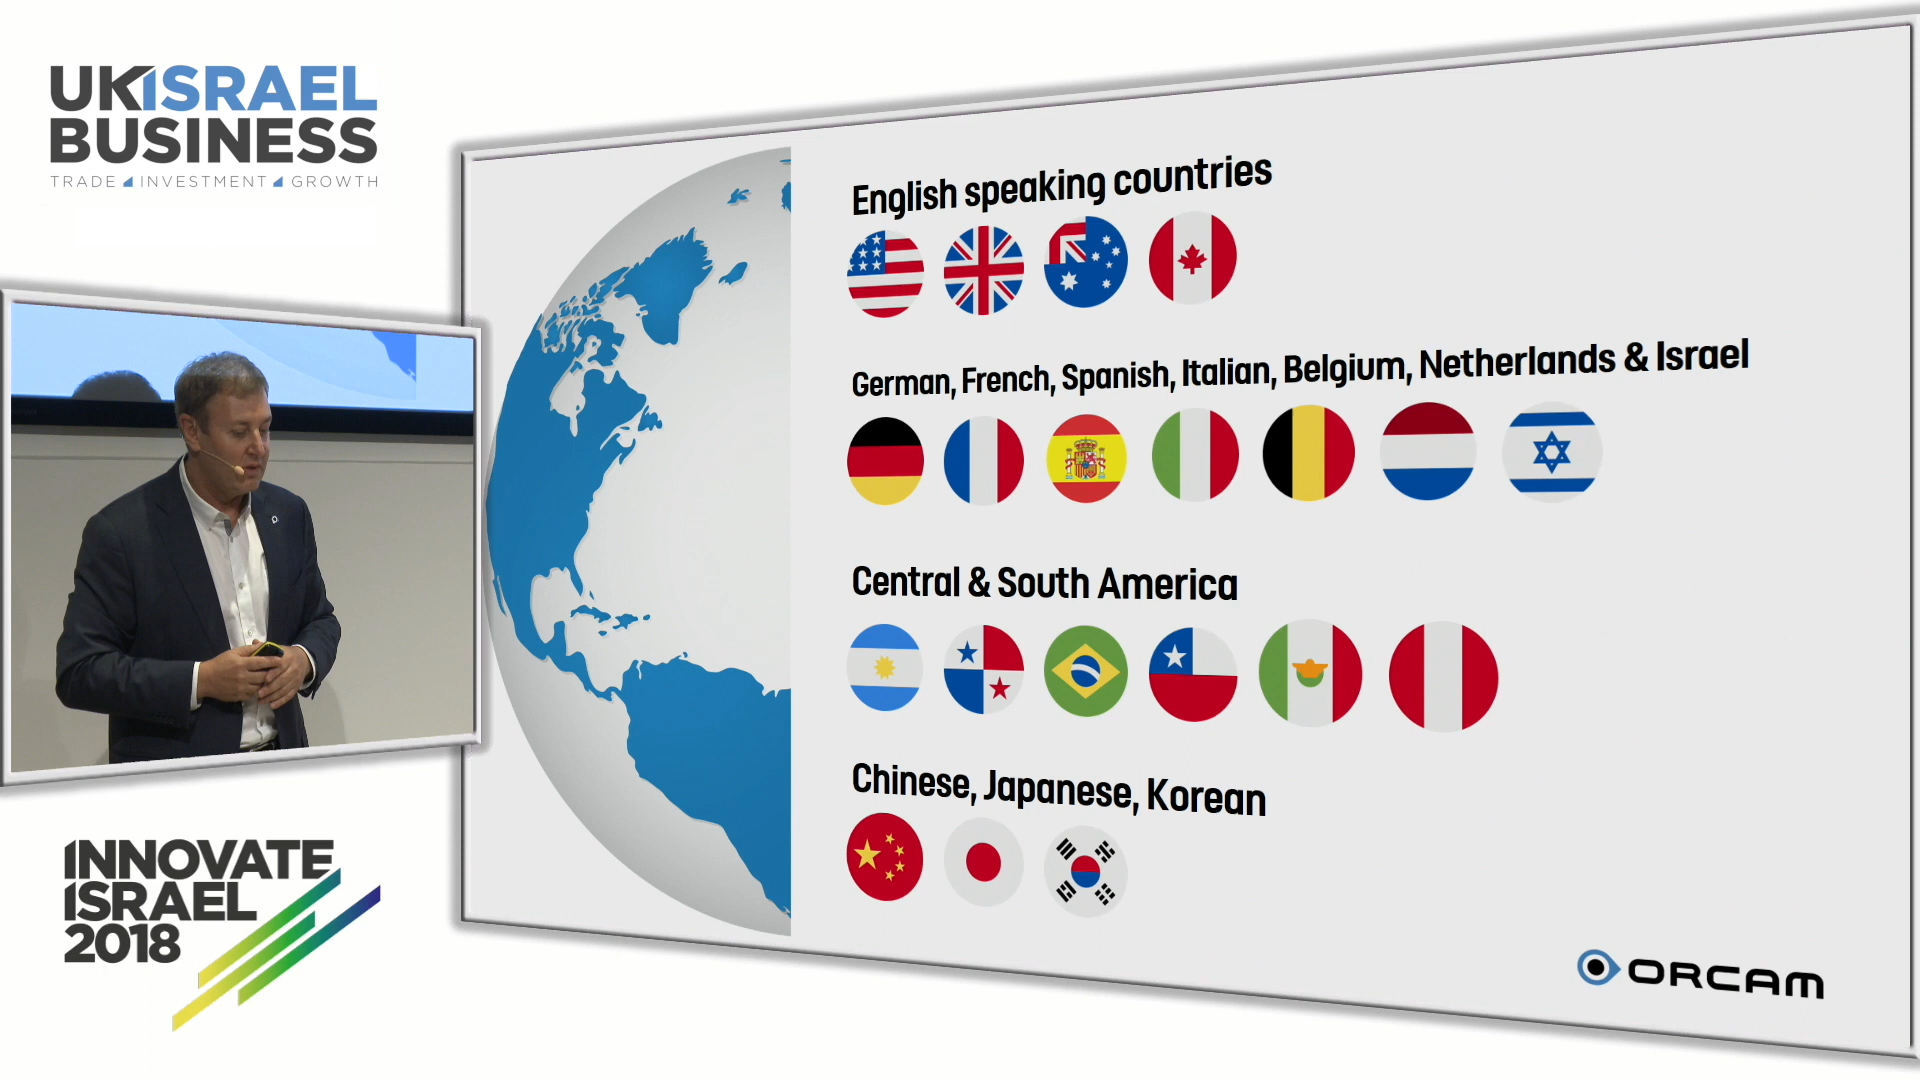 UKISRAEL
BUSINESS
TRADE INVESTMENT GROWTH
English speaking countries
German, French, Spanish, Italian, Belgium, Netherlands & Israel
Central & South America
Chinese, Japanese, Korean
ORCAM
INNOVATE
ISRAEL
2018